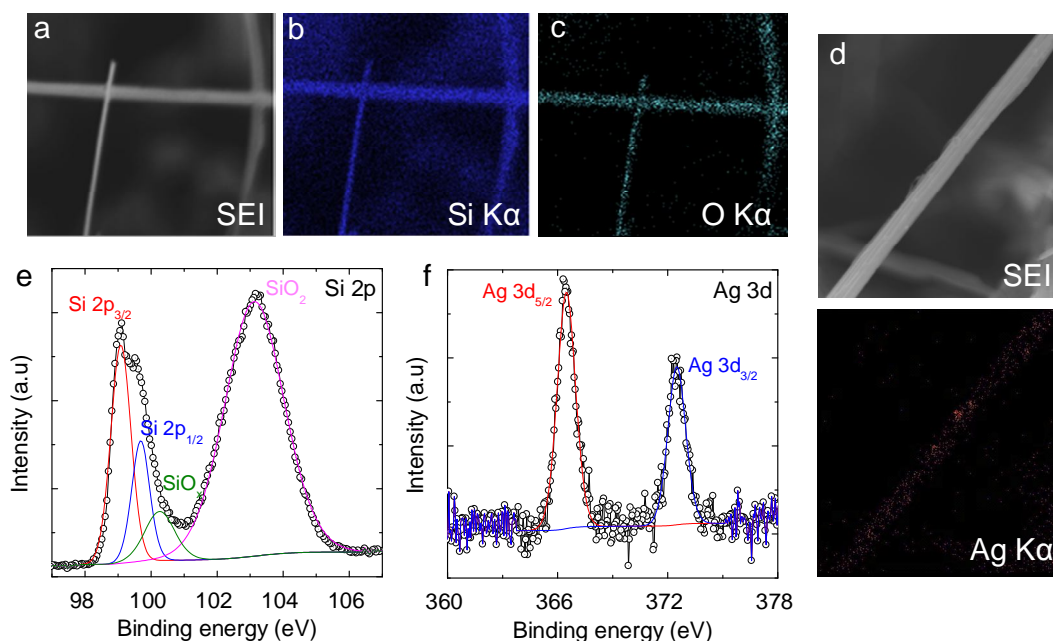 a
SEI
b
Si Kα
c
O Kα
d
SEI
Ag Kα
e
Si 2p
Si 2p3/2
Si 2p1/2
SiOx
SiO2
Intensity (a.u)
98 100 102 104 106
Binding energy (eV)
f
Ag 3d
Ag 3d5/2
Ag 3d3/2
Intensity (a.u)
360 366 372 378
Binding energy (eV)